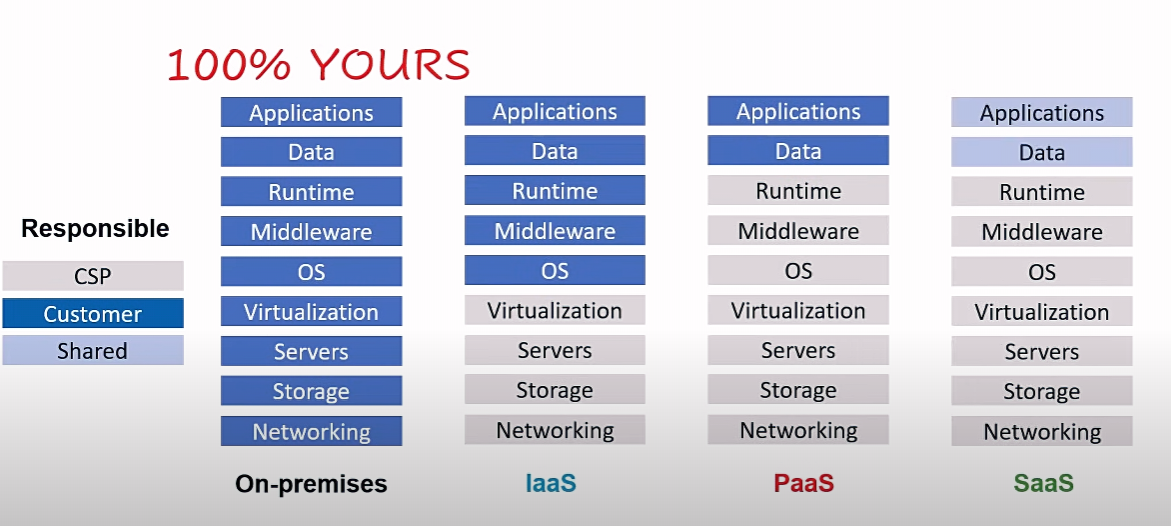 100% YOURS
Applications Applications Applications Applications
Data Data Data Data
Runtime Runtime Runtime Runtime
Responsible
Middleware Middleware Middleware Middleware
CSP
OS OS OS OS
Customer
Virtualization Virtualization Virtualization Virtualization
Shared
Servers Servers Servers Servers
Storage Storage Storage Storage
Networking Networking Networking Networking
On-premises IaaS PaaS SaaS